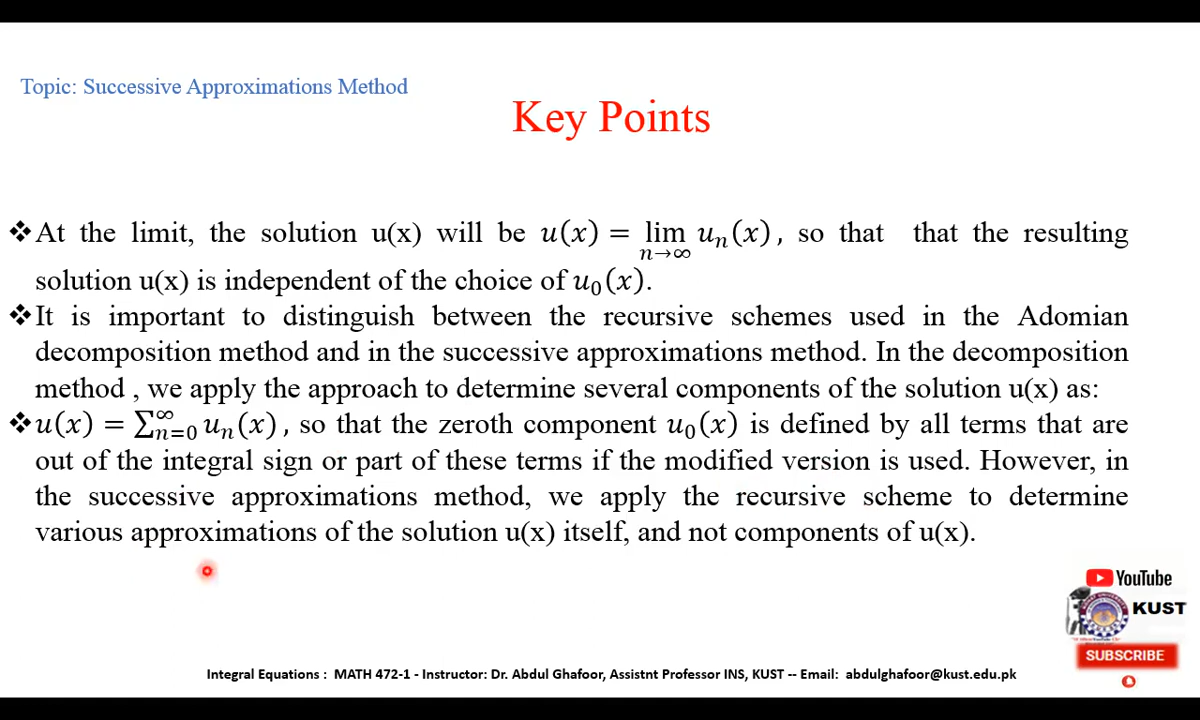 Topic: Successive Approximations Method
Key Points
❖At the limit, the solution u(x) will be u(x) = lim n→∞ uₙ(x), so that that the resulting
solution u(x) is independent of the choice of u₀(x).
❖It is important to distinguish between the recursive schemes used in the Adomian
decomposition method and in the successive approximations method. In the decomposition
method , we apply the approach to determine several components of the solution u(x) as:
❖u(x) = ∑ₙ₌₀^∞ uₙ(x), so that the zeroth component u₀(x) is defined by all terms that are
out of the integral sign or part of these terms if the modified version is used. However, in
the successive approximations method, we apply the recursive scheme to determine
various approximations of the solution u(x) itself, and not components of u(x).
YouTube
KUST
SUBSCRIBE
Integral Equations : MATH 472-1 - Instructor: Dr. Abdul Ghafoor, Assistnt Professor INS, KUST -- Email: abdulghafoor@kust.edu.pk